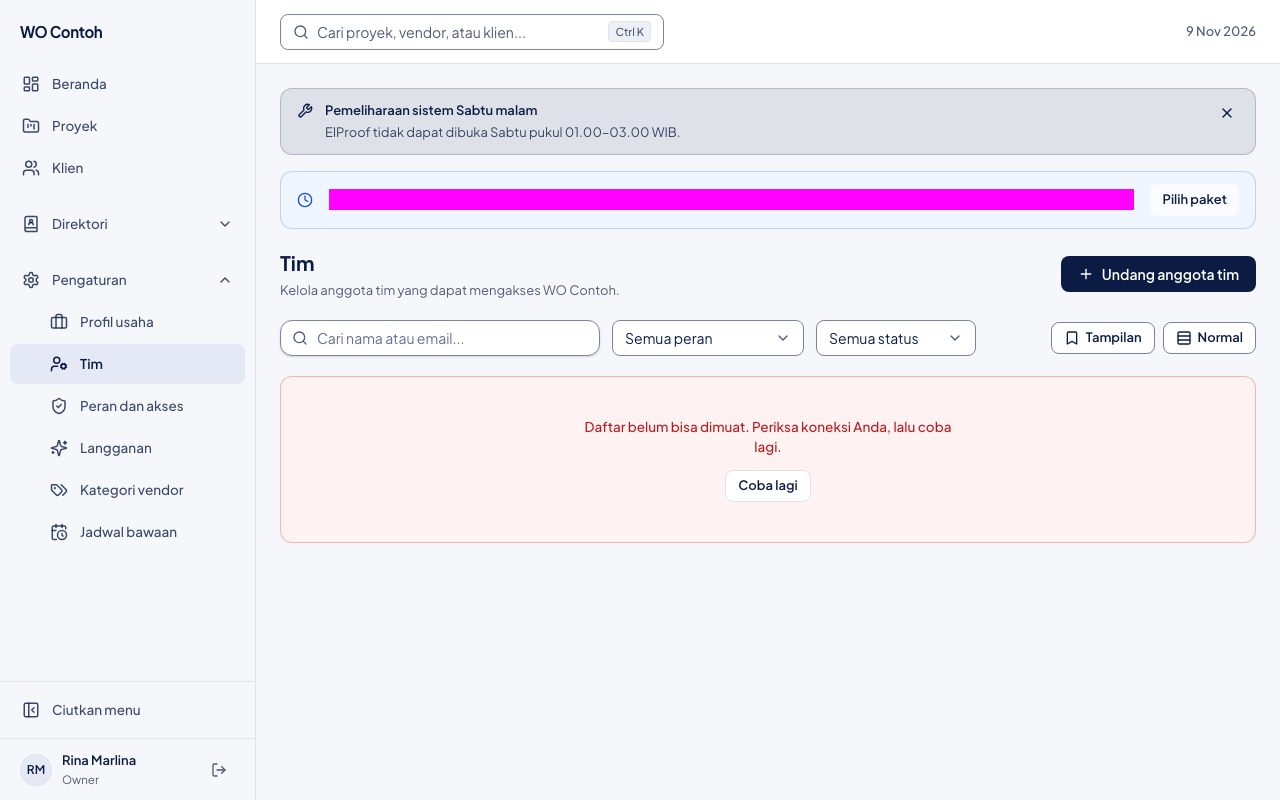 WO Contoh
Cari proyek, vendor, atau klien...
Ctrl K
9 Nov 2026
Beranda
Proyek
Klien
Direktori
Pengaturan
Profil usaha
Tim
Peran dan akses
Langganan
Kategori vendor
Jadwal bawaan
Ciutkan menu
RM
Rina Marlina
Owner
Pemeliharaan sistem Sabtu malam
ElProof tidak dapat dibuka Sabtu pukul 01.00–03.00 WIB.
Pilih paket
Tim
Kelola anggota tim yang dapat mengakses WO Contoh.
Undang anggota tim
Cari nama atau email...
Semua peran
Semua status
Tampilan
Normal
Daftar belum bisa dimuat. Periksa koneksi Anda, lalu coba
lagi.
Coba lagi